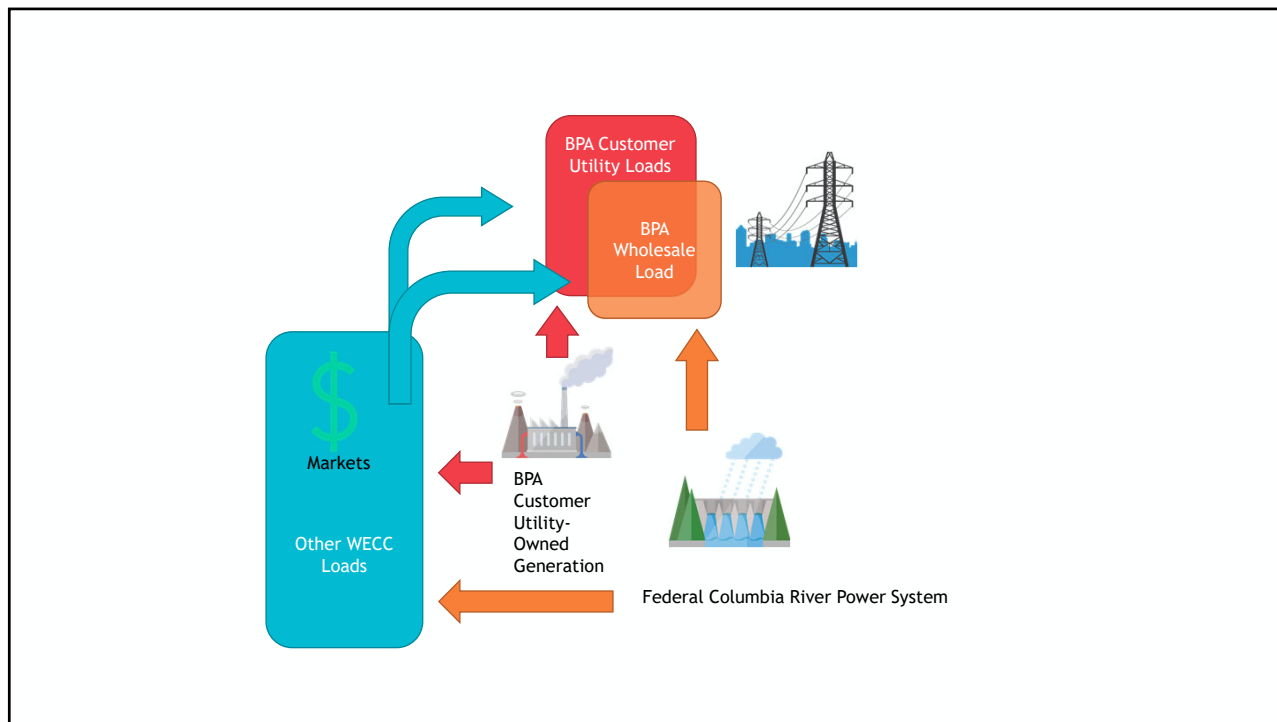 BPA Customer
Utility Loads
BPA
Wholesale
Load
$
Markets
Other WECC
Loads
BPA
Customer
Utility-
Owned
Generation
Federal Columbia River Power System